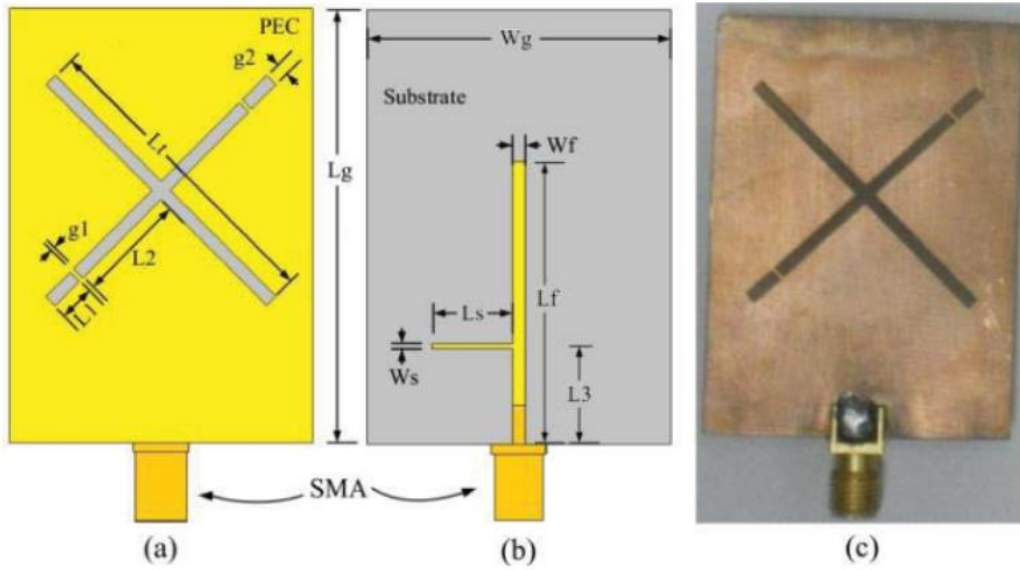 PEC
g2
Lt
g1
L2
L1
Lg
Wg
Substrate
Wf
Ls
Lf
Ws
L3
SMA
(a)
(b)
(c)